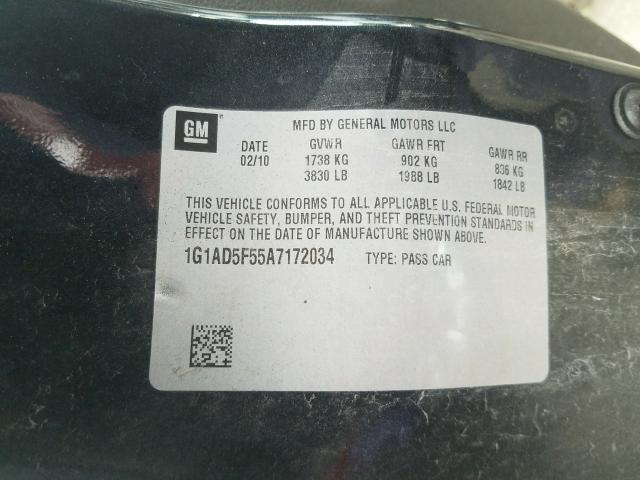 GM
MFD BY GENERAL MOTORS LLC
DATE GVWR GAWR FRT GAWR RR
02/10 1738 KG 902 KG 836 KG
3830 LB 1988 LB 1842 LB
THIS VEHICLE CONFORMS TO ALL APPLICABLE U.S. FEDERAL MOTOR
VEHICLE SAFETY, BUMPER, AND THEFT PREVENTION STANDARDS IN
EFFECT ON THE DATE OF MANUFACTURE SHOWN ABOVE.
1G1AD5F55A7172034 TYPE: PASS CAR